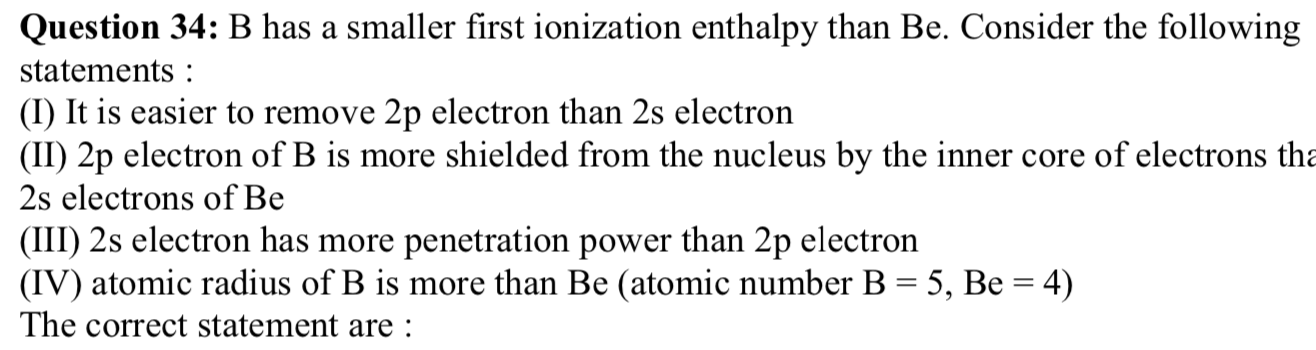 Question 34: B has a smaller first ionization enthalpy than Be. Consider the following
statements :
(I) It is easier to remove 2p electron than 2s electron
(II) 2p electron of B is more shielded from the nucleus by the inner core of electrons tha
2s electrons of Be
(III) 2s electron has more penetration power than 2p electron
(IV) atomic radius of B is more than Be (atomic number B = 5, Be = 4)
The correct statement are :